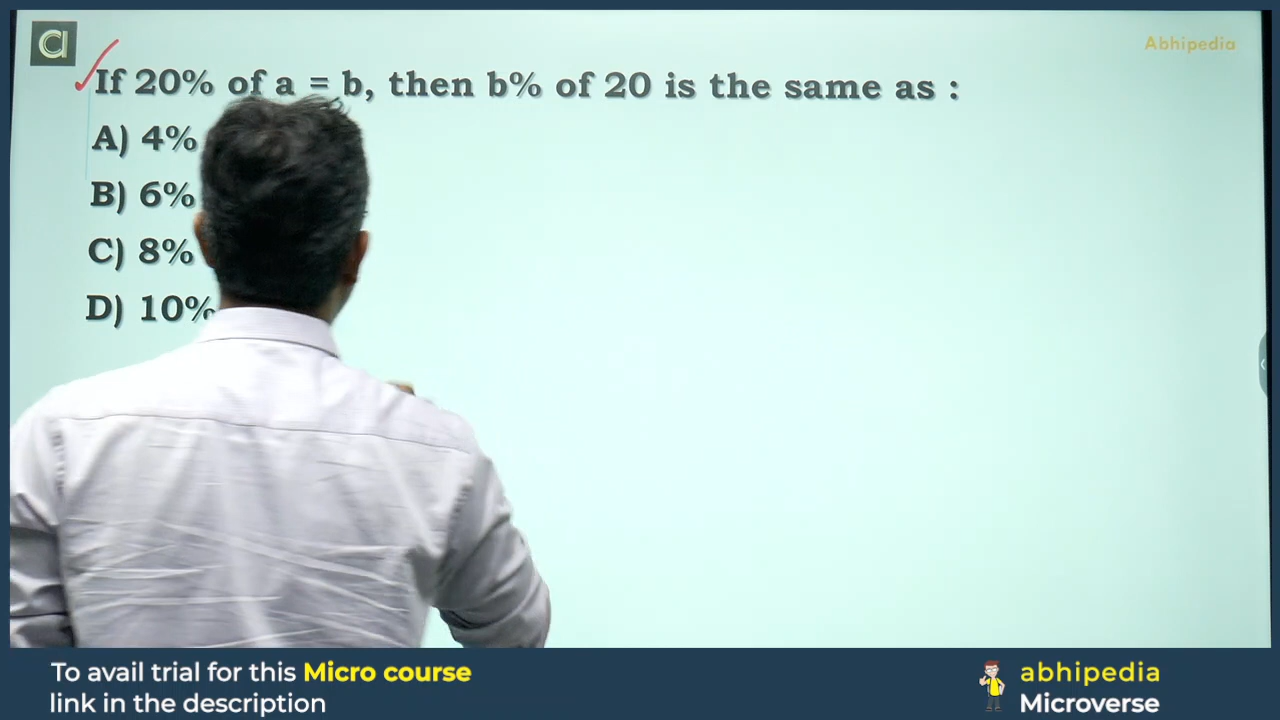 a
Abhipedia
If 20% of a = b, then b% of 20 is the same as :
A) 4%
B) 6%
C) 8%
D) 10%
To avail trial for this Micro course
link in the description
abhipedia
Microverse